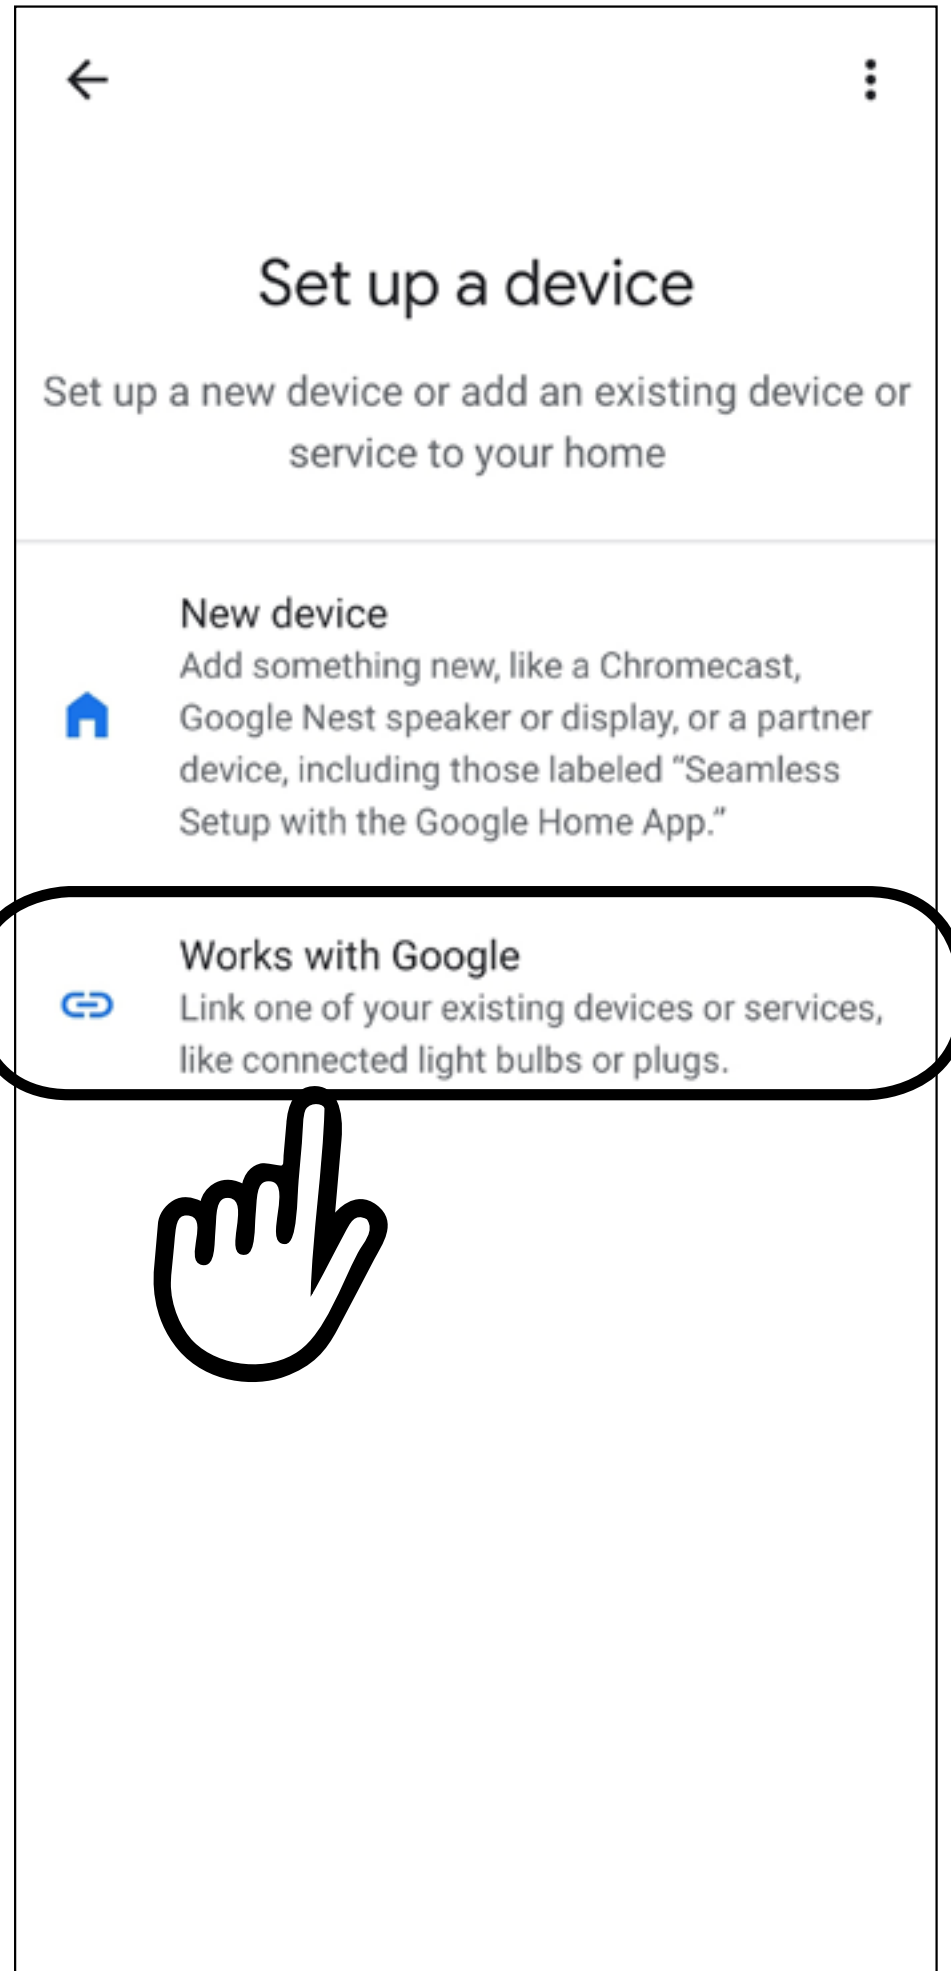 Set up a device
Set up a new device or add an existing device or
service to your home
New device
Add something new, like a Chromecast,
Google Nest speaker or display, or a partner
device, including those labeled “Seamless
Setup with the Google Home App.”
Works with Google
Link one of your existing devices or services,
like connected light bulbs or plugs.